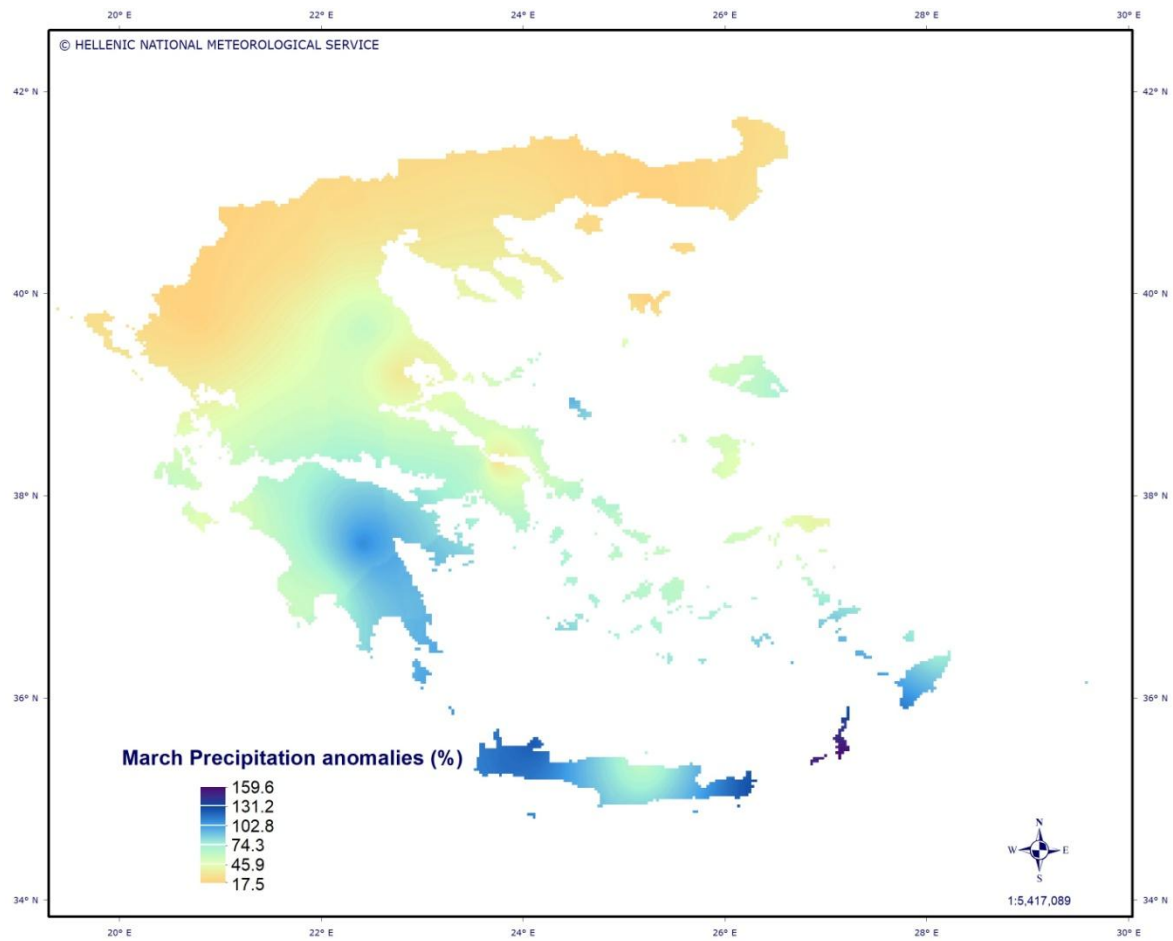 20° E 22° E 24° E 26° E 28° E 30° E
© HELLENIC NATIONAL METEOROLOGICAL SERVICE
42° N 42° N
40° N 40° N
38° N 38° N
36° N 36° N
March Precipitation anomalies (%)
159.6
131.2
102.8
74.3
45.9
17.5
N
W E
S
1:5,417,089
34° N 34° N
20° E 22° E 24° E 26° E 28° E 30° E